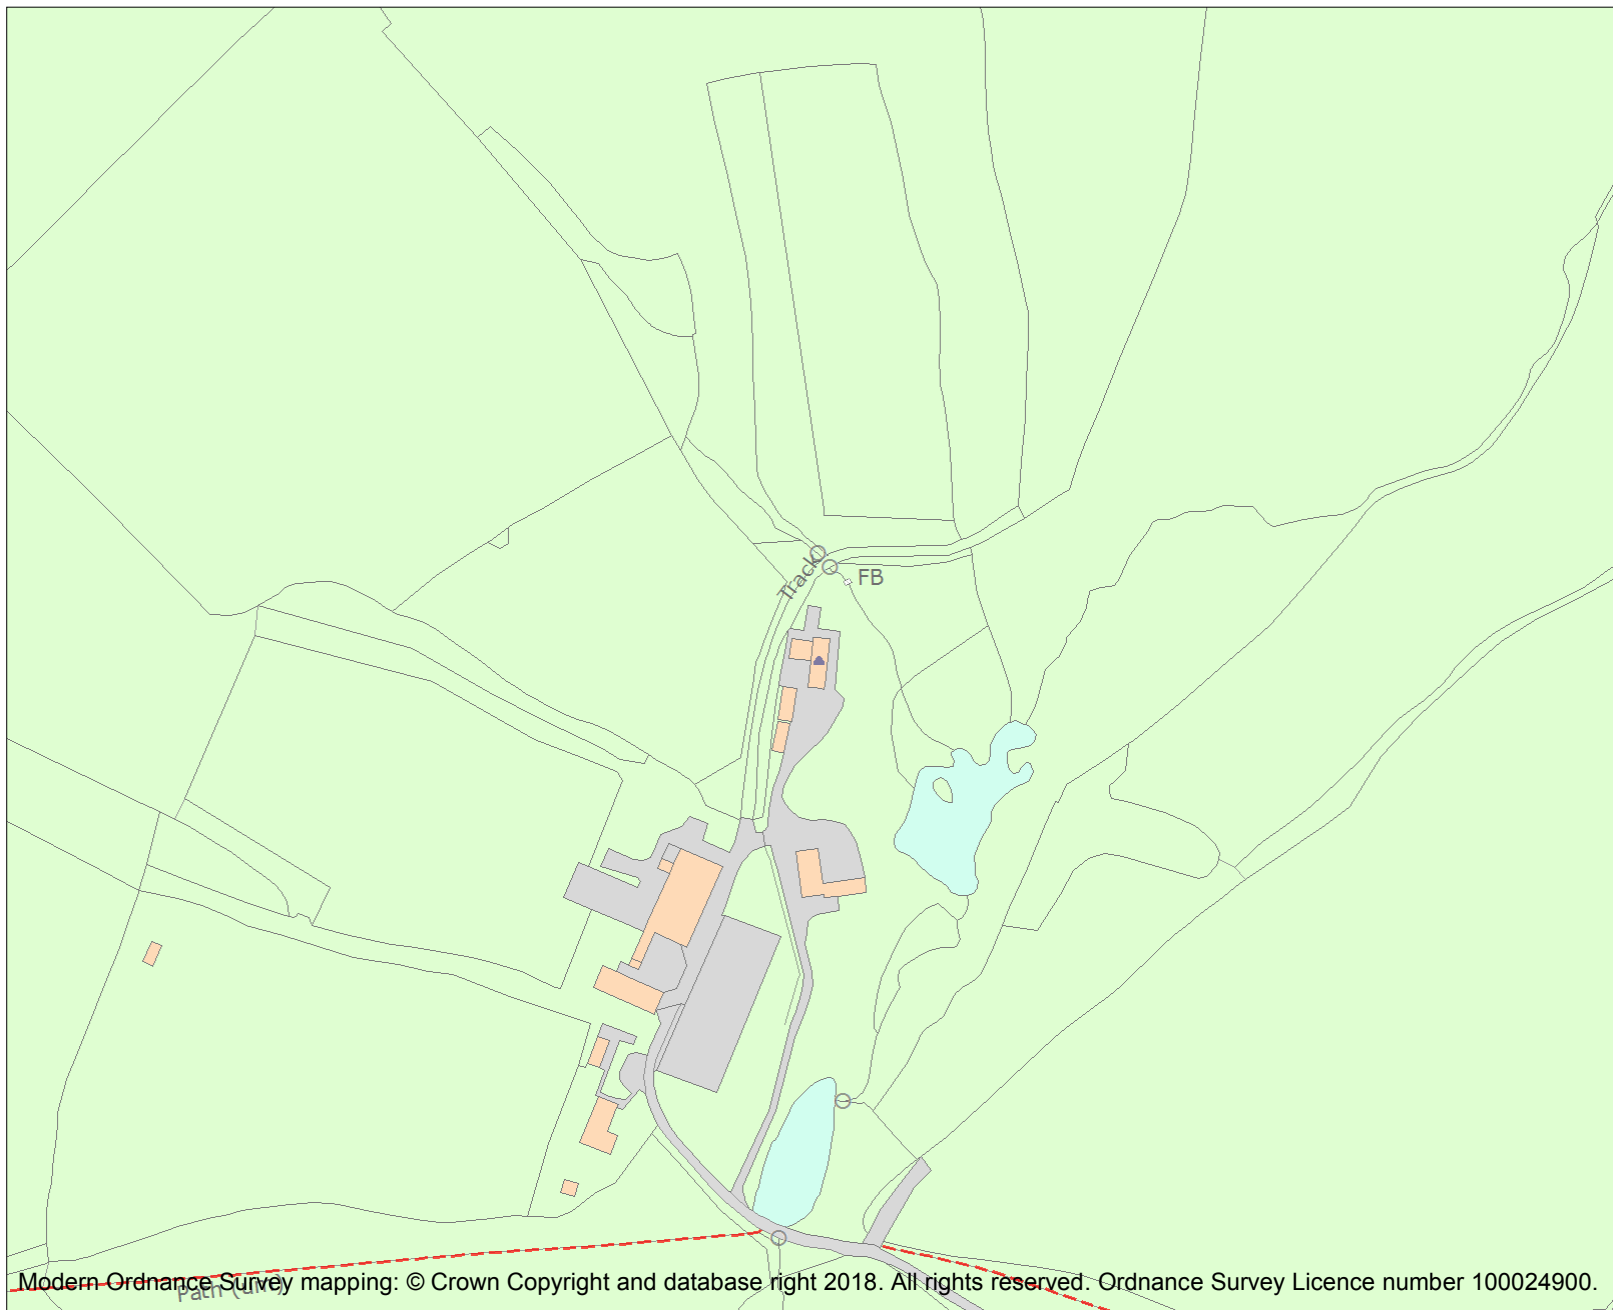 Track
FB
Path (um)
Modern Ordnance Survey mapping: © Crown Copyright and database right 2018. All rights reserved. Ordnance Survey Licence number 100024900.